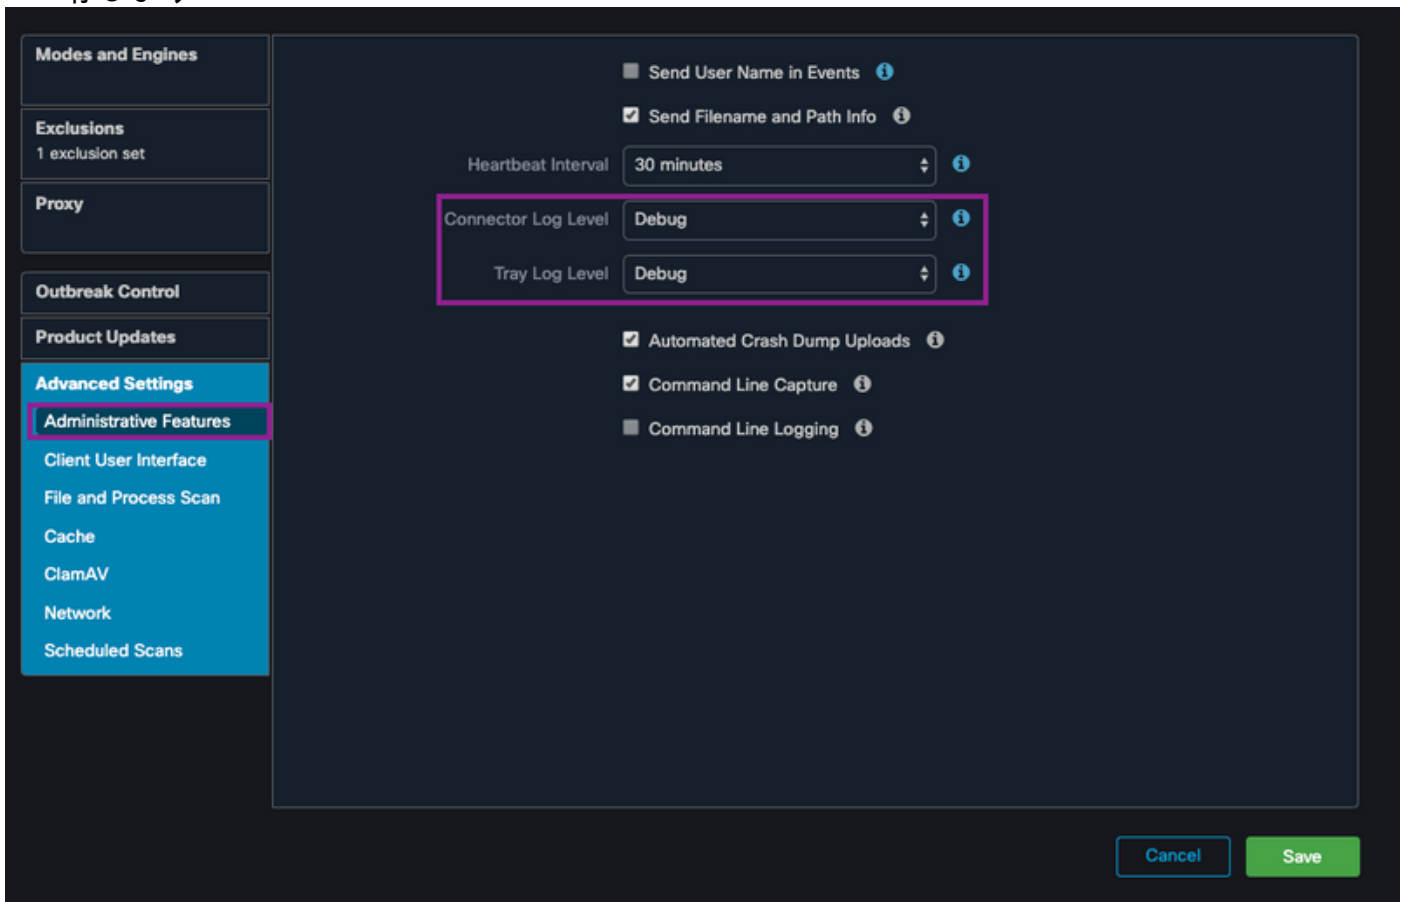 Modes and Engines
Exclusions
1 exclusion set
Proxy
Outbreak Control
Product Updates
Advanced Settings
Administrative Features
Client User Interface
File and Process Scan
Cache
ClamAV
Network
Scheduled Scans
Send User Name in Events
Send Filename and Path Info
Heartbeat Interval 30 minutes
Connector Log Level Debug
Tray Log Level Debug
Automated Crash Dump Uploads
Command Line Capture
Command Line Logging
Cancel Save